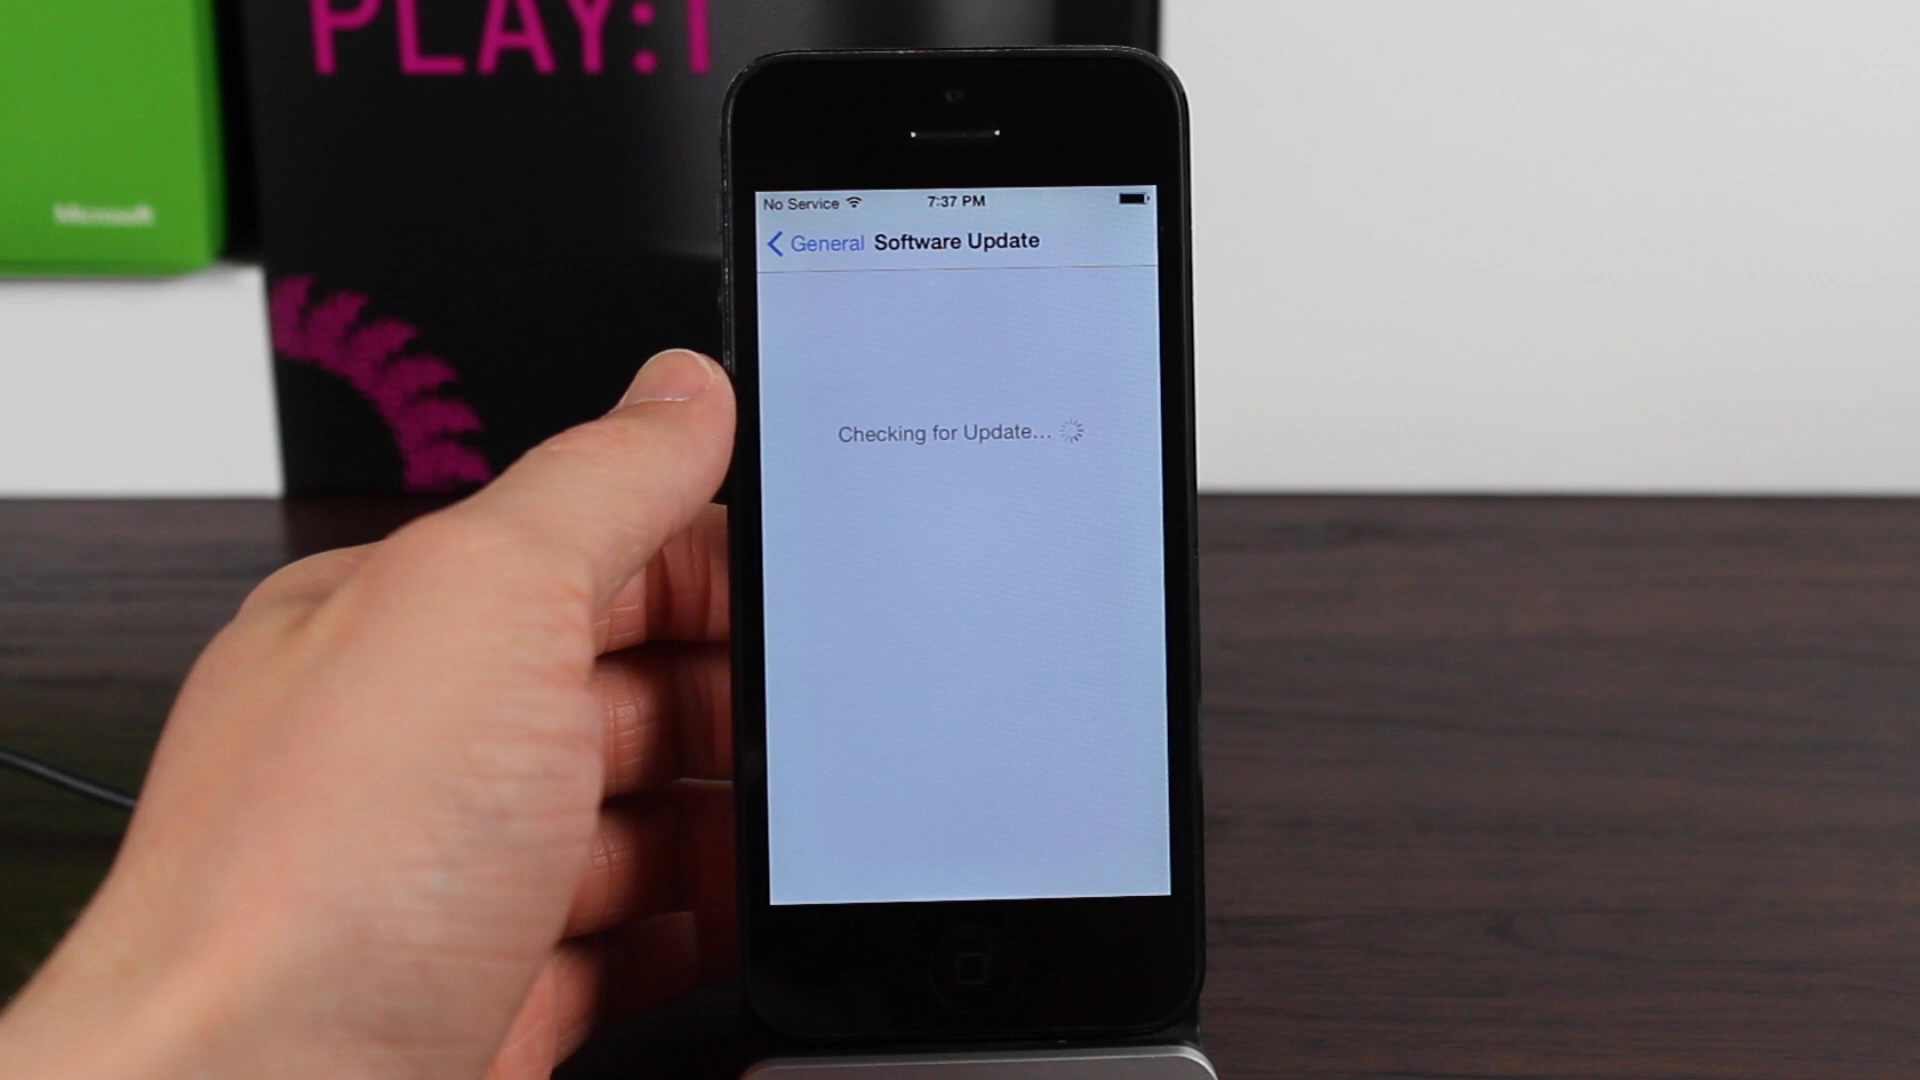 PLAY:1
Microsoft
No Service 7:37 PM
General Software Update
Checking for Update...